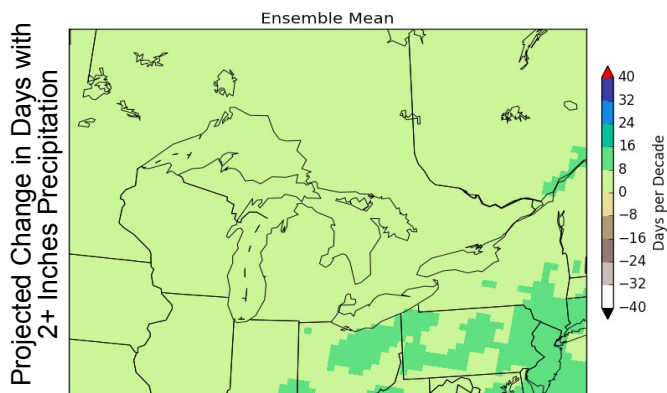 Ensemble Mean
Projected Change in Days with
2+ Inches Precipitation
40
32
24
16
8
0
−8
−16
−24
−32
−40
Days per Decade